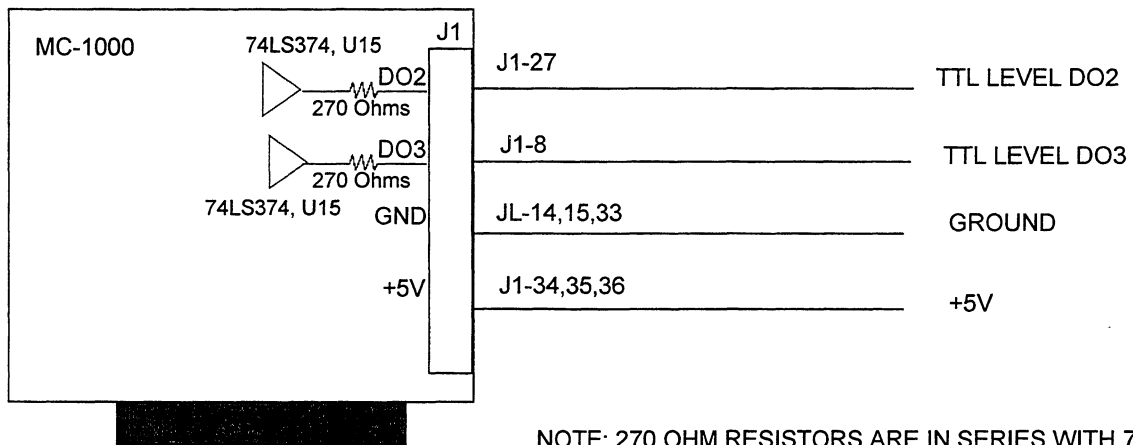 MC-1000
74LS374, U15
J1
DO2
270 Ohms
J1-27
TTL LEVEL DO2
DO3
270 Ohms
J1-8
TTL LEVEL DO3
74LS374, U15
GND
JL-14,15,33
GROUND
+5V
J1-34,35,36
+5V
NOTE: 270 OHM RESISTORS ARE IN SERIES WITH 7